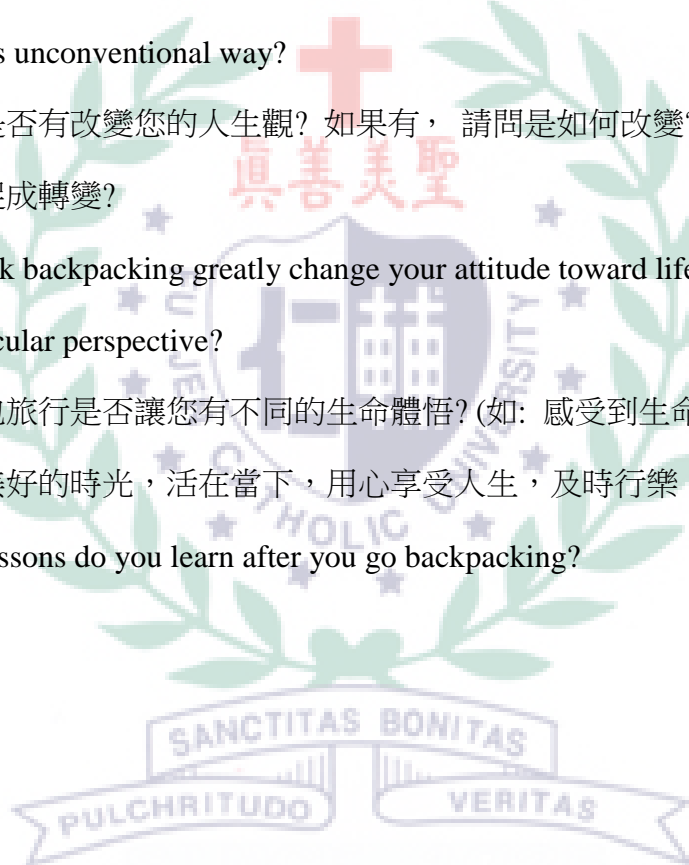 s unconventional way?
是否有改變您的人生觀? 如果有， 請問是如何改變?
促成轉變?
k backpacking greatly change your attitude toward life
cular perspective?
包旅行是否讓您有不同的生命體悟? (如: 感受到生命
美好的時光，活在當下，用心享受人生，及時行樂
ssons do you learn after you go backpacking?
眞善美聖
CATHOLIC UNIVERSITY
SANCTITAS BONITAS
PULCHRITUDO VERITAS